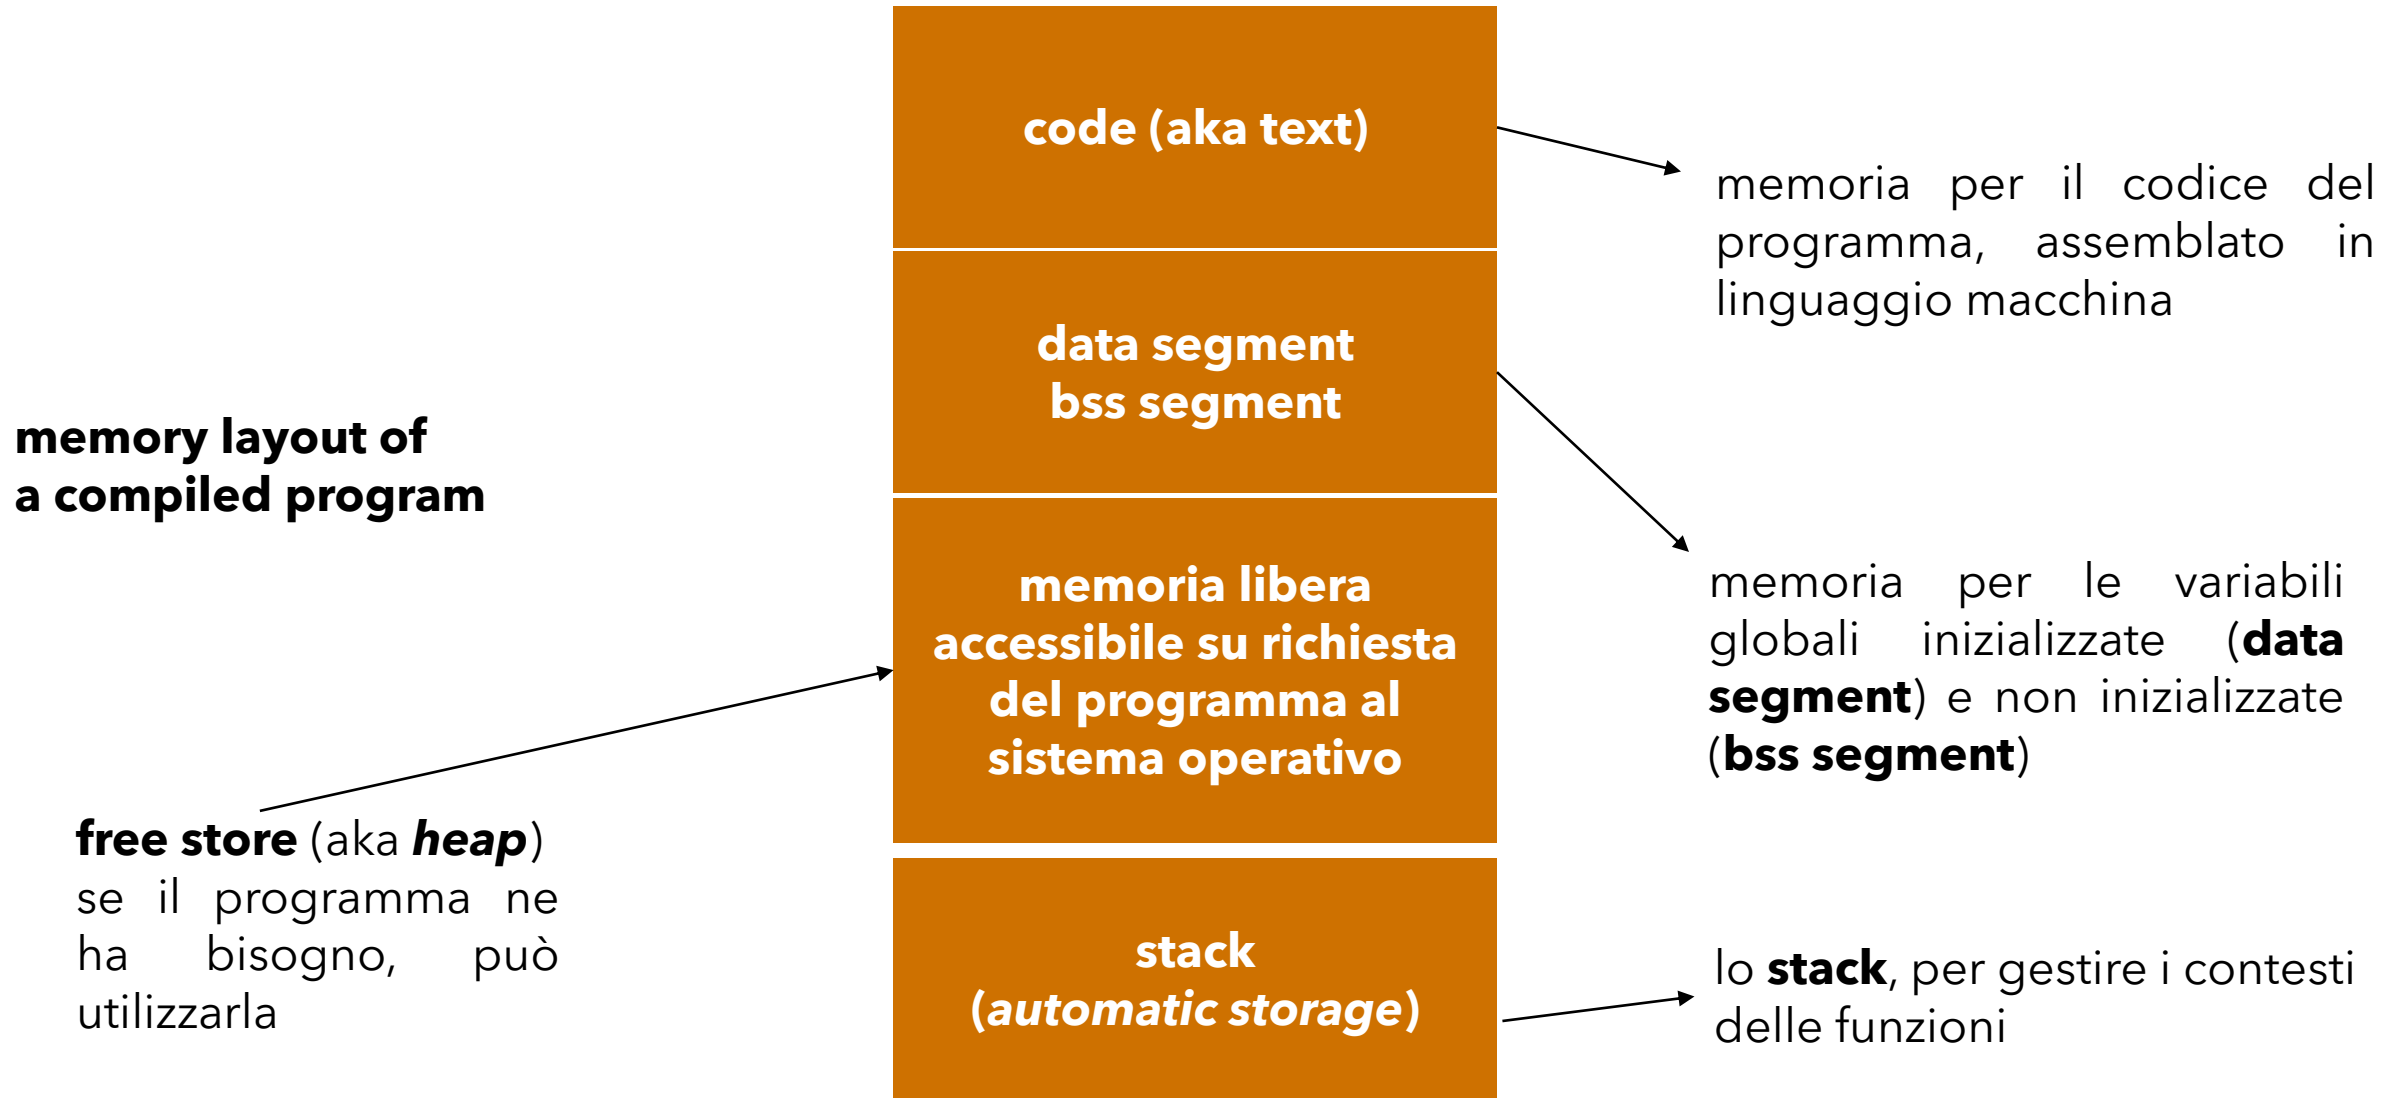 code (aka text)
memoria per il codice del
programma, assemblato in
linguaggio macchina
data segment
bss segment
memory layout of
a compiled program
memoria libera
accessibile su richiesta
del programma al
sistema operativo
memoria per le variabili
globali inizializzate (data
segment) e non inizializzate
(bss segment)
free store (aka heap)
se il programma ne
ha bisogno, può
utilizzarla
stack
(automatic storage)
lo stack, per gestire i contesti
delle funzioni